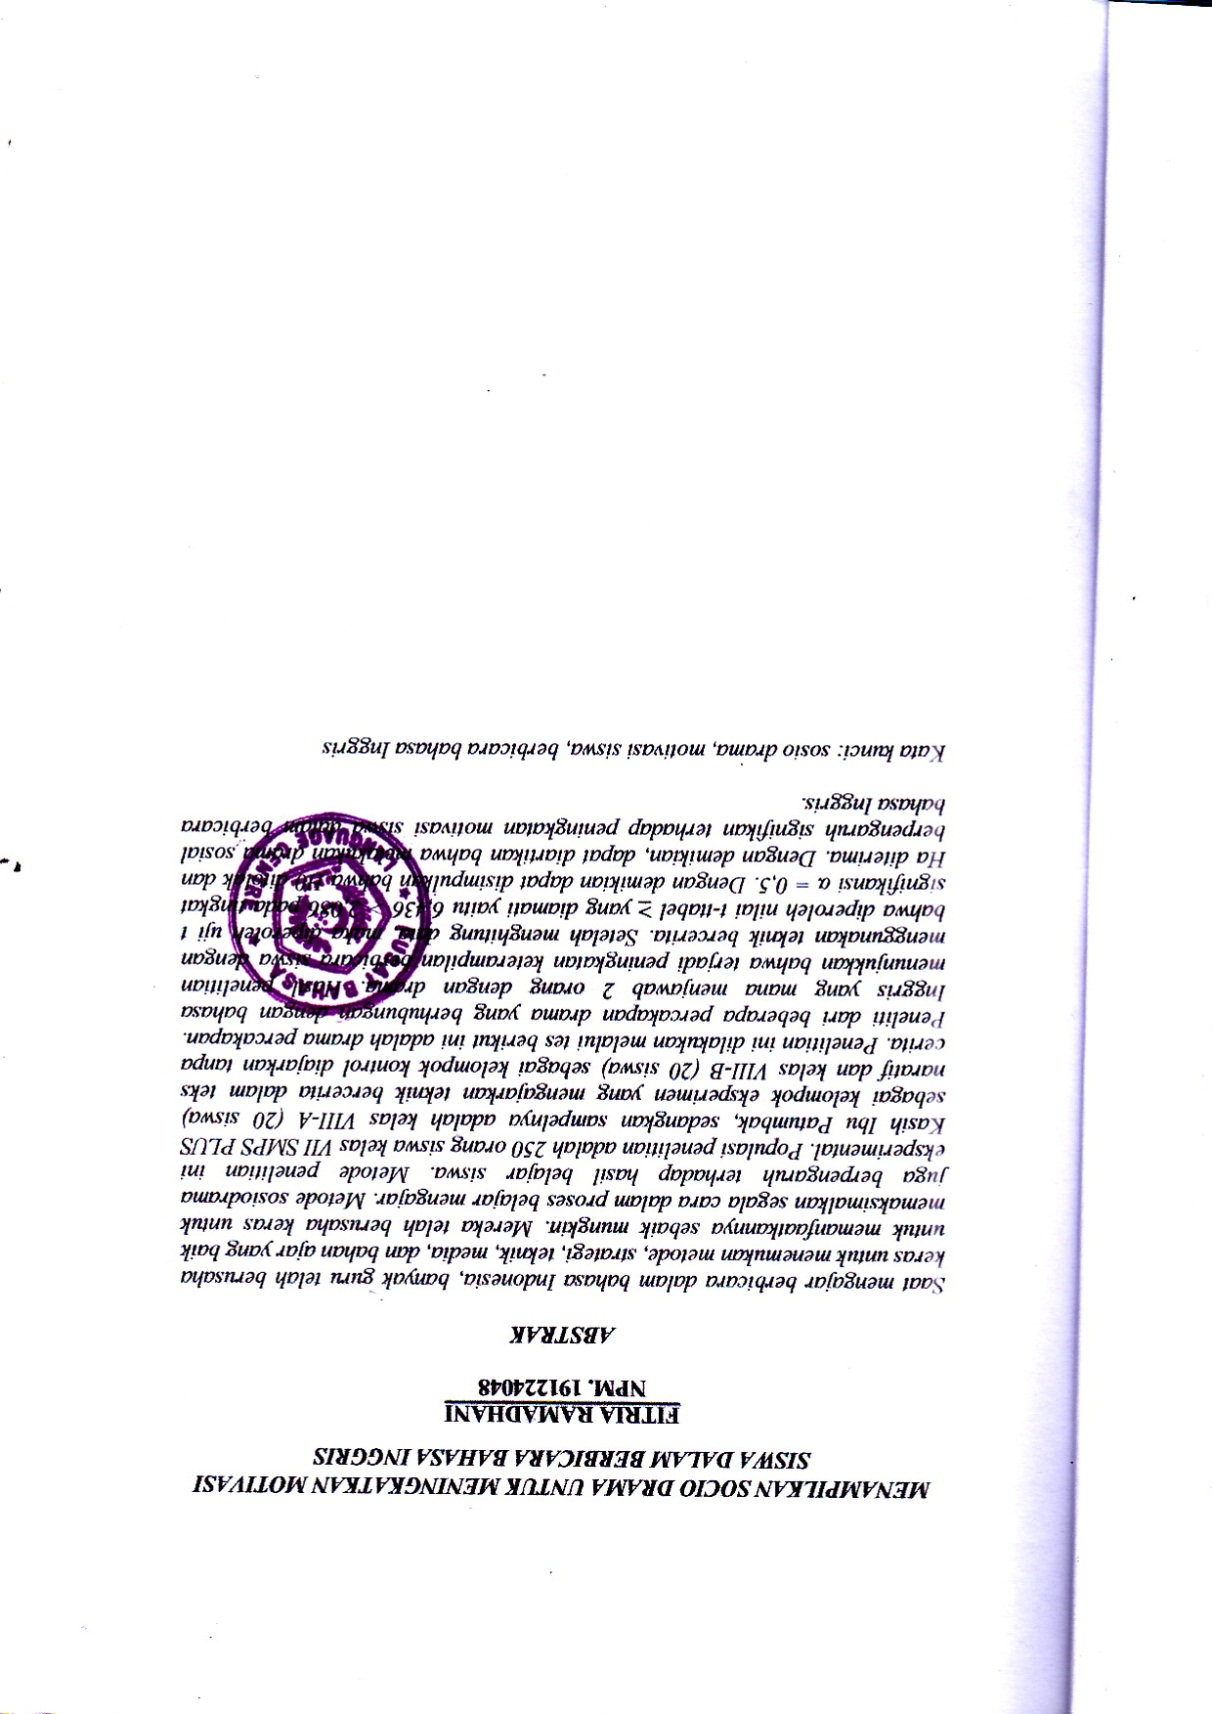 MENAMPILKAN SOCIO DRAMA UNTUK MENINGKATKAN MOTIVASI
SISWA DALAM BERBICARA BAHASA INGGRIS
FITRIA RAMADHANI
NPM. 191224048
ABSTRAK
Saat mengajar berbicara dalam bahasa Indonesia, banyak guru telah berusaha
keras untuk menemukan metode, strategi, teknik, media, dan bahan ajar yang baik
untuk memanfaatkannya sebaik mungkin. Mereka telah berusaha keras untuk
memaksimalkan segala cara dalam proses belajar mengajar. Metode sosiodrama
juga berpengaruh terhadap hasil belajar siswa. Metode penelitian ini
eksperimental. Populasi penelitian adalah 250 orang siswa kelas VII SMPS PLUS
Kasih Ibu Patumbak, sedangkan sampelnya adalah kelas VIII-A (20 siswa)
sebagai kelompok eksperimen yang mengajarkan teknik bercerita dalam teks
naratif dan kelas VIII-B (20 siswa) sebagai kelompok kontrol diajarkan tanpa
cerita. Penelitian ini dilakukan melalui tes berikut ini adalah drama percakapan.
Peneliti dari beberapa percakapan drama yang berhubungan dengan bahasa
Inggris yang mana menjawab 2 orang dengan drama. Hasil penelitian
menunjukkan bahwa terjadi peningkatan keterampilan berbicara siswa dengan
menggunakan teknik bercerita. Setelah menghitung data, maka diperoleh uji t
bahwa diperoleh nilai t-tabel ≥ yang diamati yaitu 6,436 > 2,086 pada tingkat
signifikansi α = 0,5. Dengan demikian dapat disimpulkan bahwa H0 ditolak dan
Ha diterima. Dengan demikian, dapat diartikan bahwa melakukan drama sosial
berpengaruh signifikan terhadap peningkatan motivasi siswa dalam berbicara
bahasa Inggris.
Kata kunci: sosio drama, motivasi siswa, berbicara bahasa Inggris
PUSAT BAHASA
LANGUAGE CENTRE